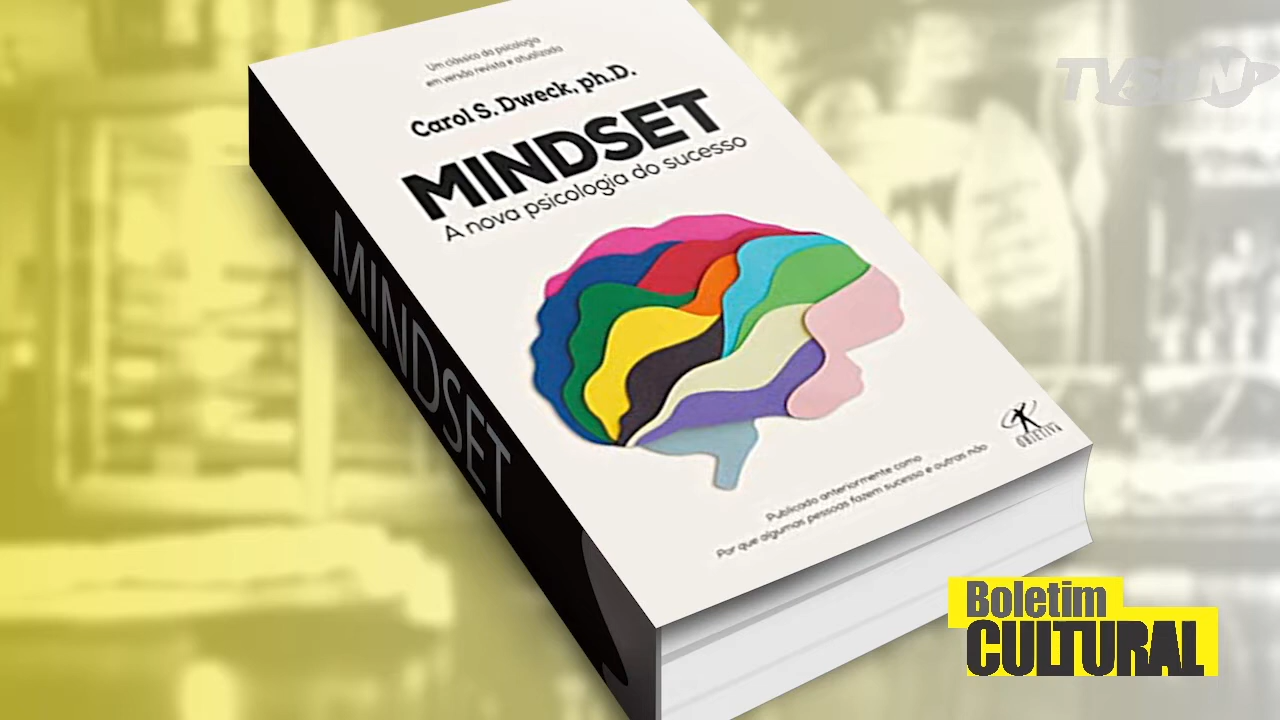 Um clássico da psicologia
em versão revista e atualizada
Carol S. Dweck, ph.D.
MINDSET
A nova psicologia do sucesso
MINDSET
OBJETIVA
Publicado anteriormente como
Por que algumas pessoas fazem sucesso e outras não
Boletim
CULTURAL